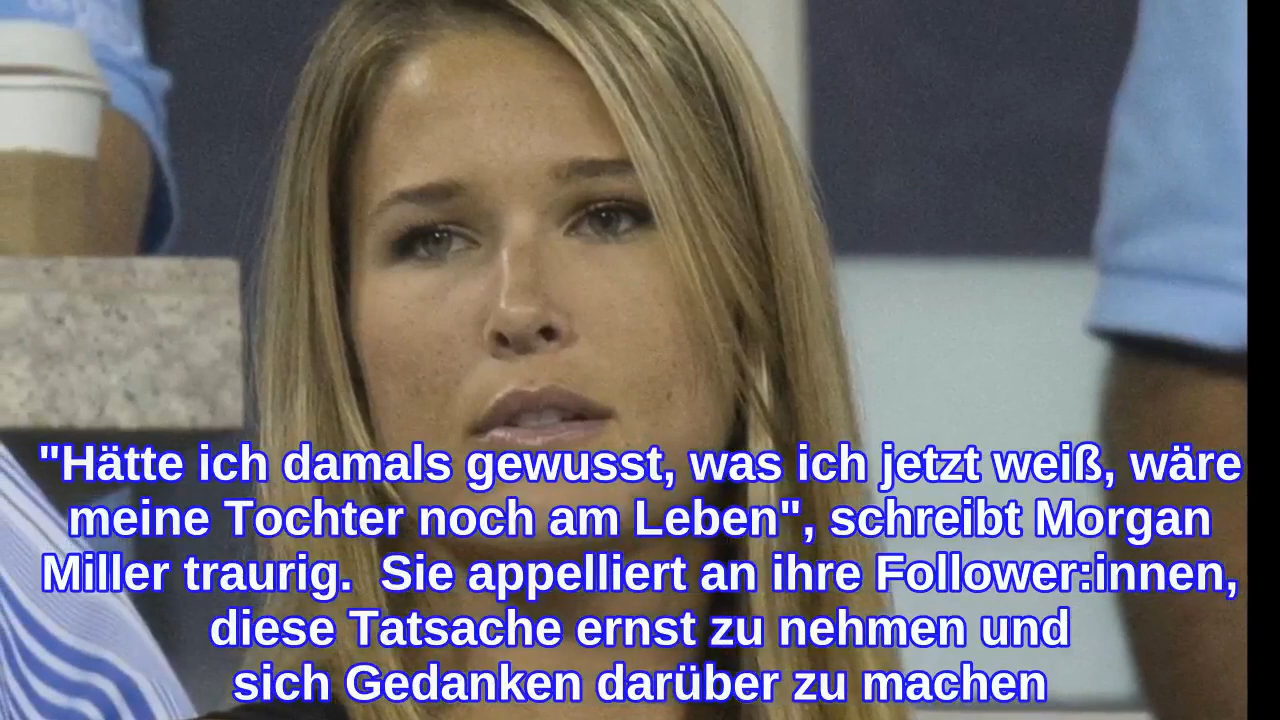 "Hätte ich damals gewusst, was ich jetzt weiß, wäre
meine Tochter noch am Leben", schreibt Morgan
Miller traurig.  Sie appelliert an ihre Follower:innen,
diese Tatsache ernst zu nehmen und
sich Gedanken darüber zu machen